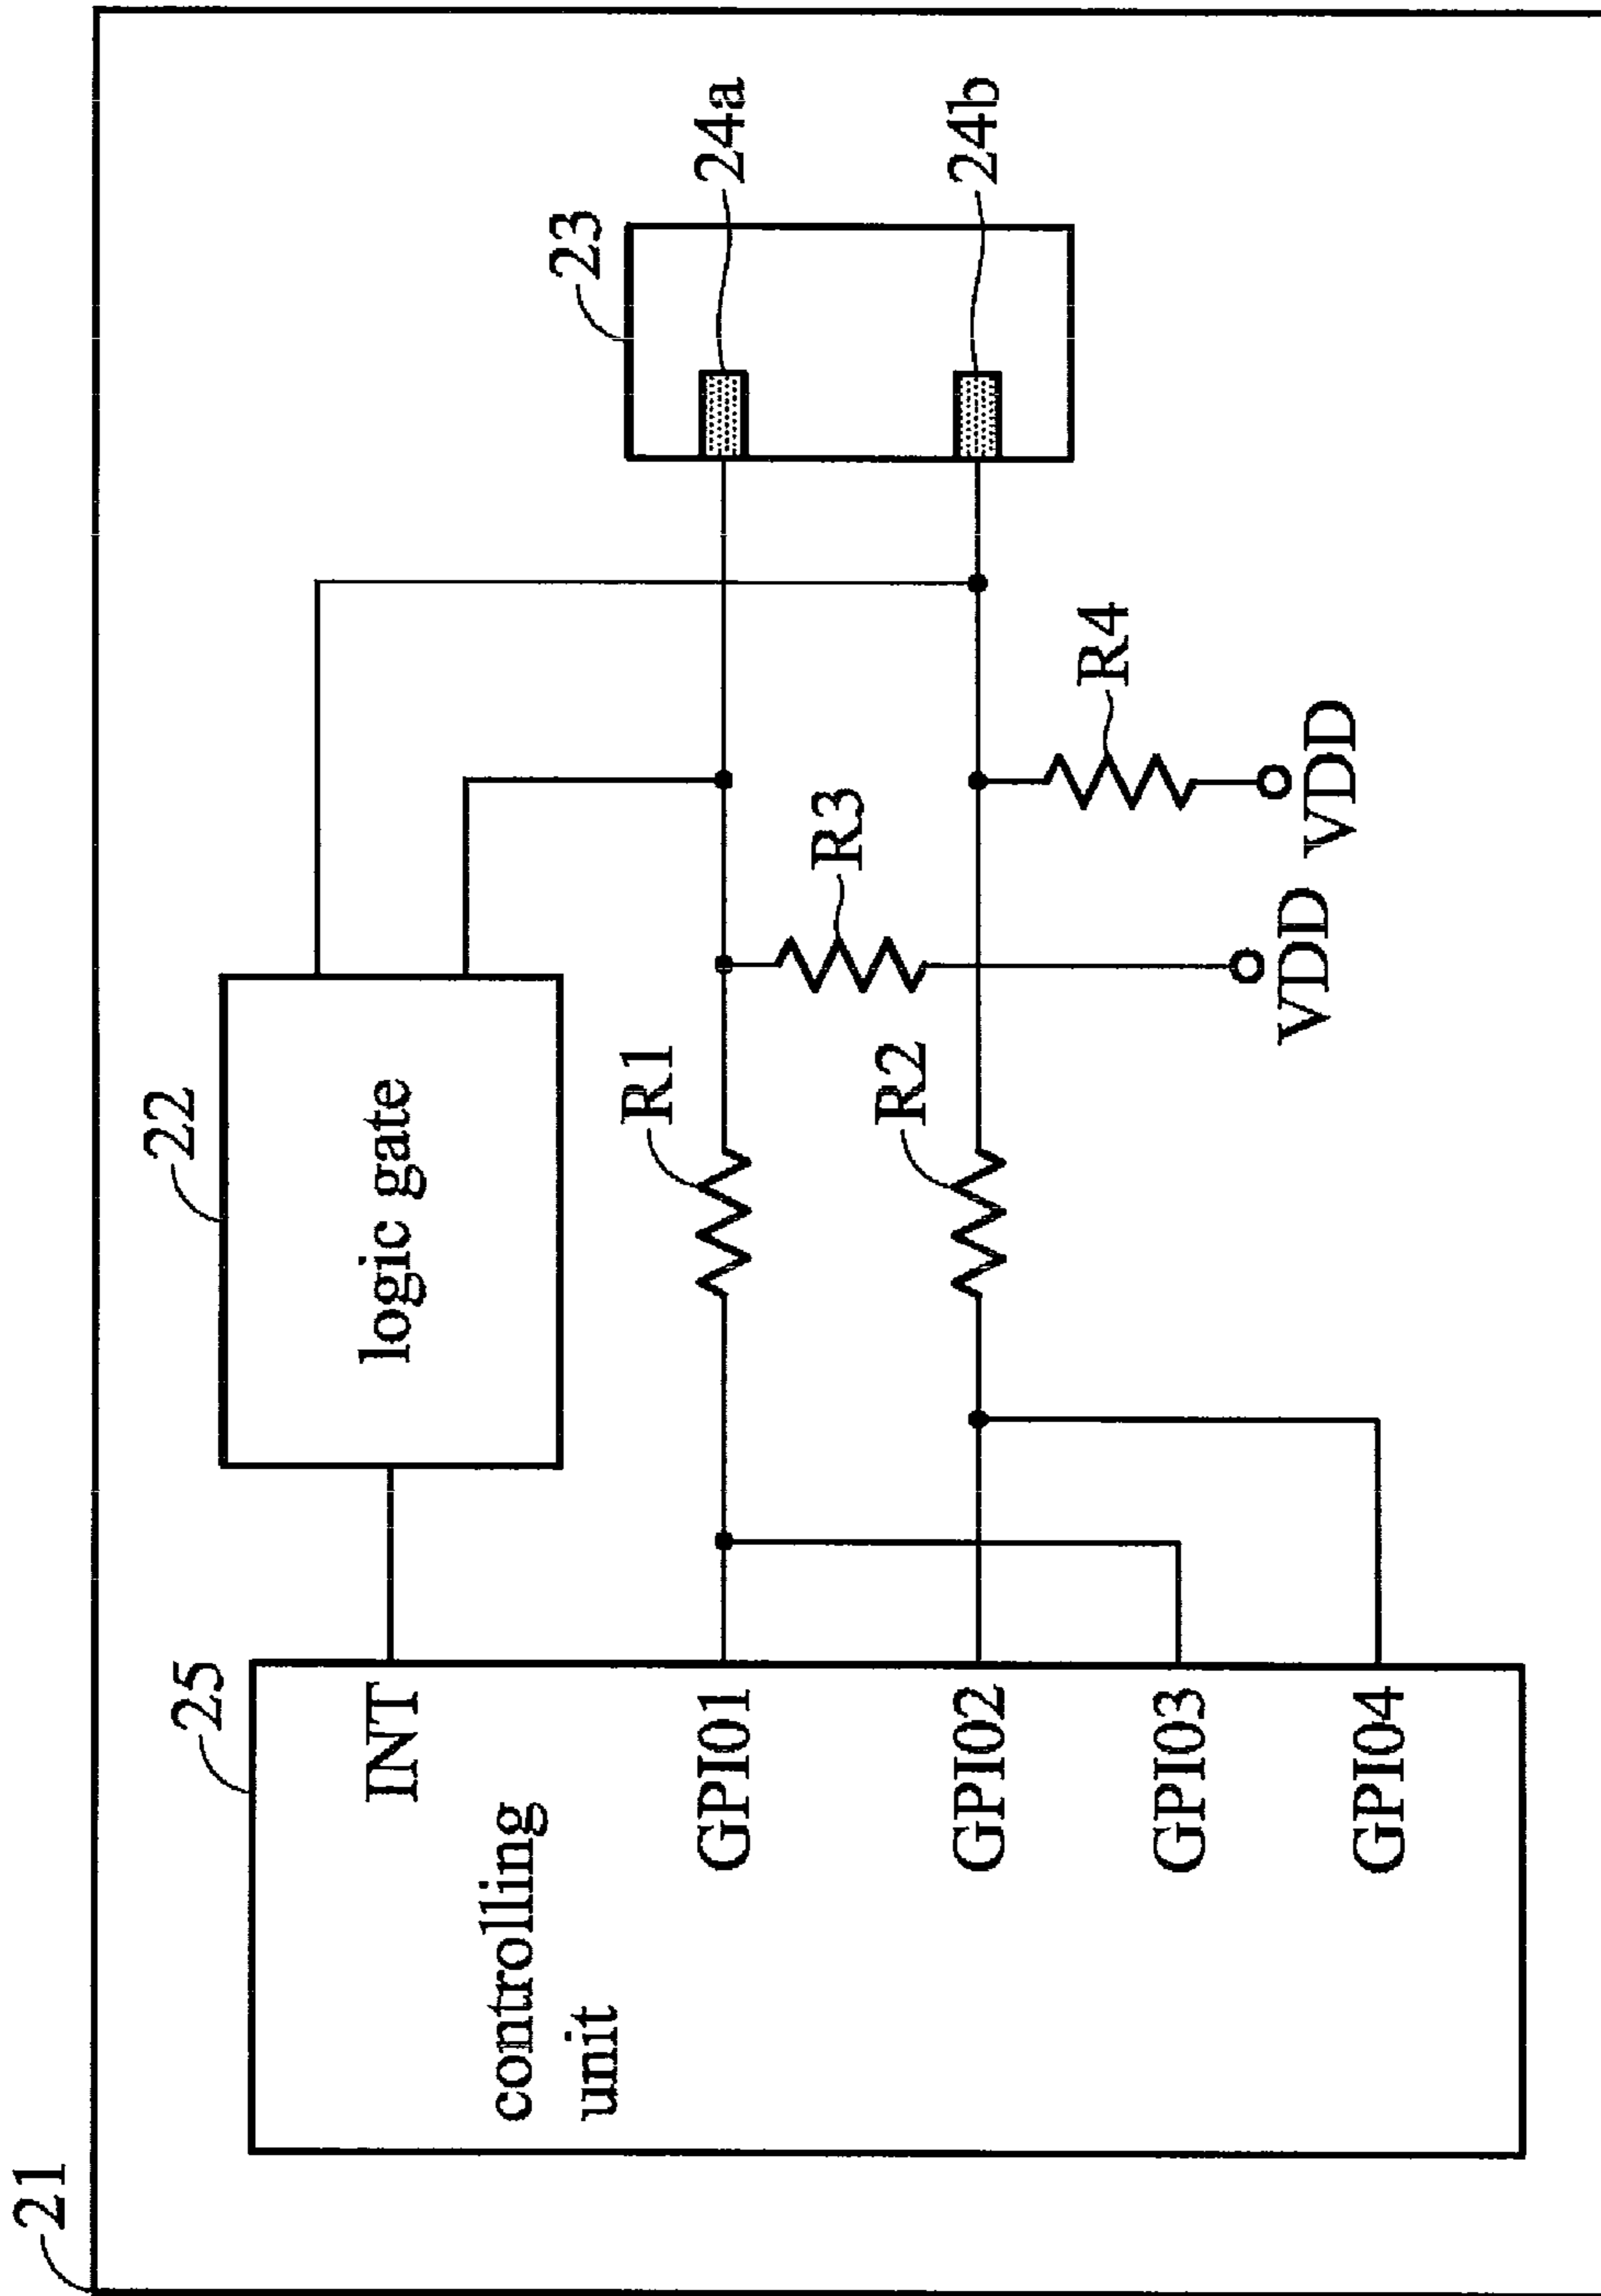 21
25
controlling
unit
INT
GPI01
GPI02
GPI03
GPI04
22
logic gate
R1
R2
R3
R4
VDD
VDD
23
24a
24b